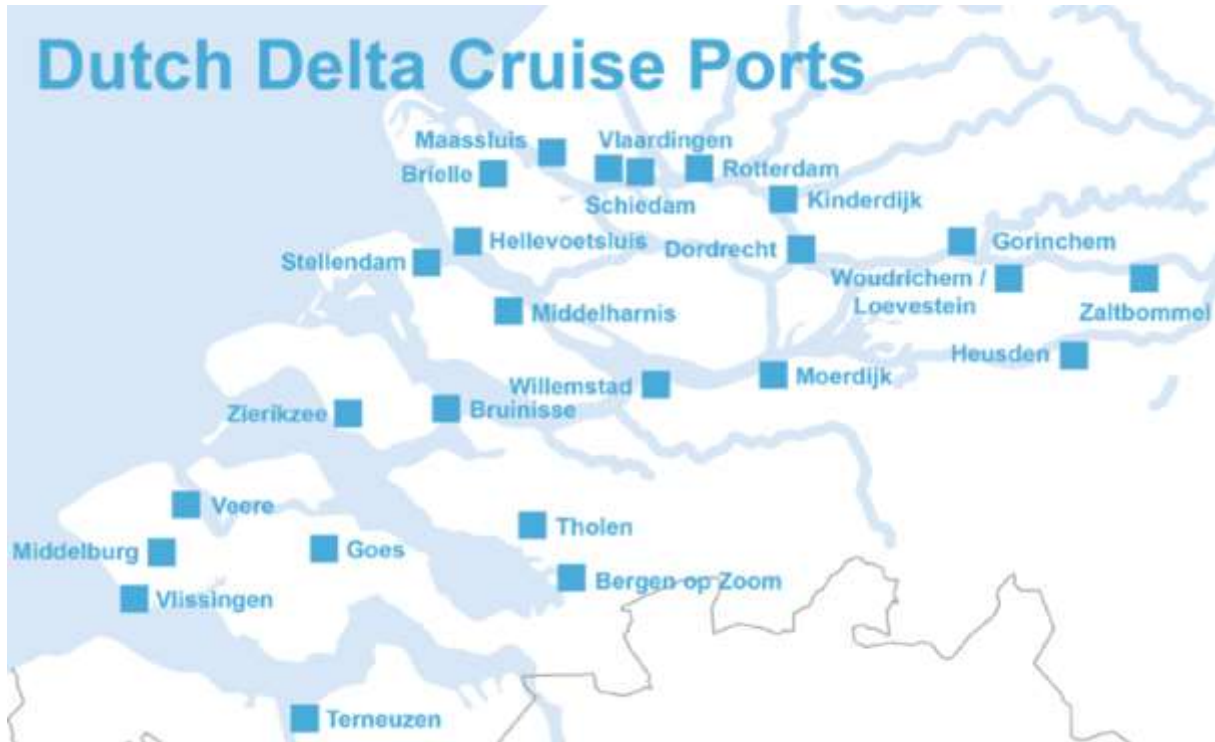 Dutch Delta Cruise Ports
Maassluis
Vlaardingen
Brielle
Rotterdam
Schiedam
Kinderdijk
Hellevoetsluis
Dordrecht
Gorinchem
Stellendam
Woudrichem /
Loevestein
Zaltbommel
Middelharnis
Heusden
Willemstad
Moerdijk
Zierikzee
Bruinisse
Veere
Tholen
Middelburg
Goes
Bergen op Zoom
Vlissingen
Terneuzen